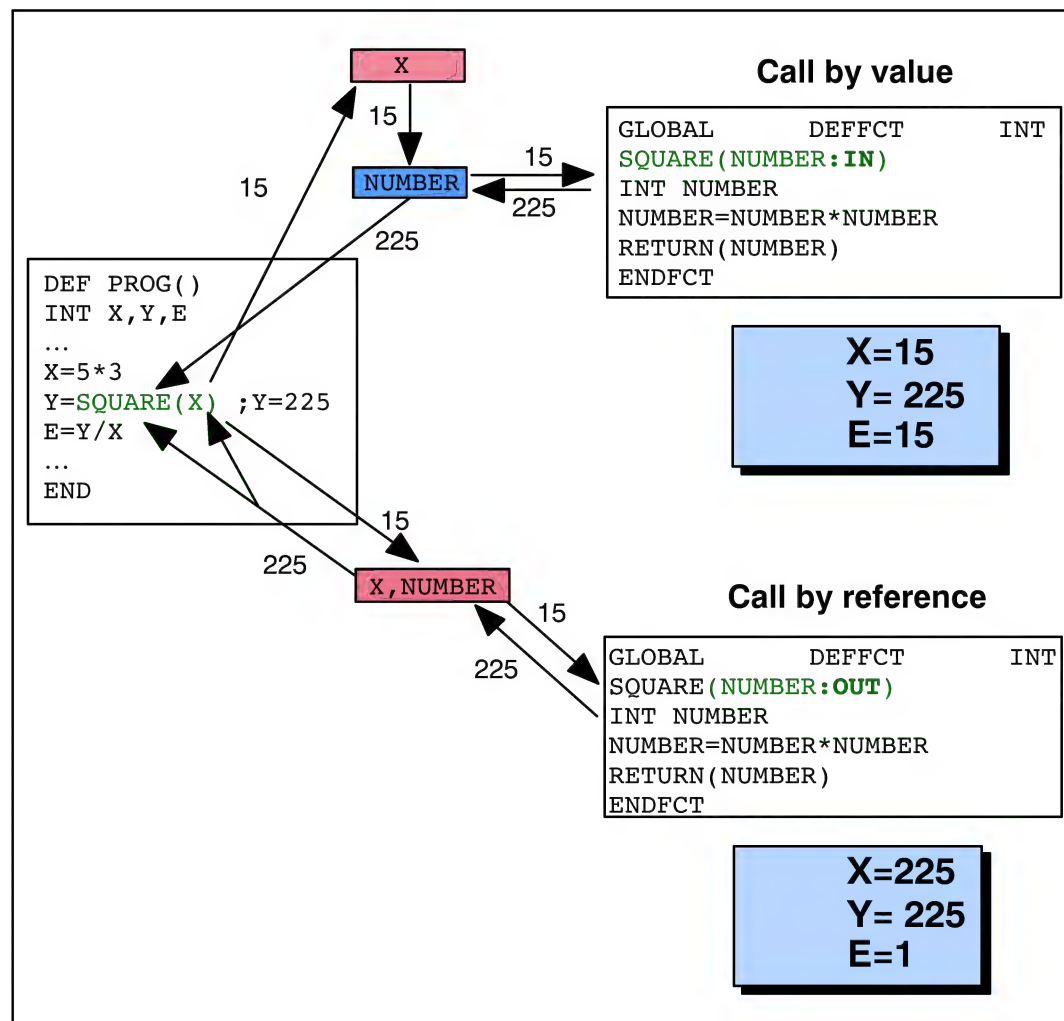 X
Call by value
15
GLOBAL DEFFCT INT
SQUARE(NUMBER:IN)
INT NUMBER
NUMBER=NUMBER*NUMBER
RETURN(NUMBER)
ENDFCT
NUMBER
15
225
15
225
DEF PROG()
INT X,Y,E
...
X=5*3
Y=SQUARE(X) ;Y=225
E=Y/X
...
END
X=15
Y= 225
E=15
15
225
X,NUMBER
15
225
Call by reference
GLOBAL DEFFCT INT
SQUARE(NUMBER:OUT)
INT NUMBER
NUMBER=NUMBER*NUMBER
RETURN(NUMBER)
ENDFCT
X=225
Y= 225
E=1